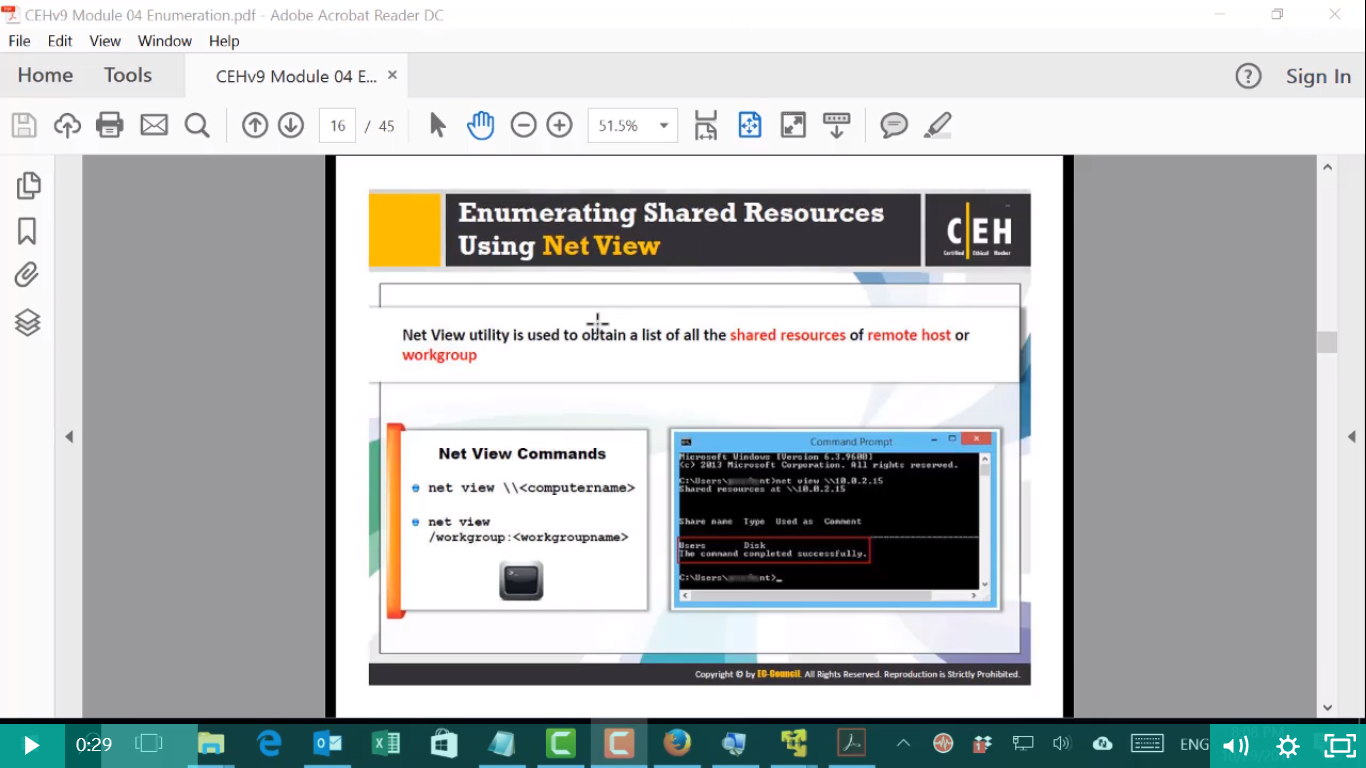 CEHv9 Module 04 Enumeration.pdf - Adobe Acrobat Reader DC
File Edit View Window Help
Home Tools CEHv9 Module 04 E... × ? Sign In
16 / 45 51.5%
Enumerating Shared Resources
Using Net View
C|EH
Certified Ethical Hacker
Net View utility is used to obtain a list of all the shared resources of remote host or
workgroup
Net View Commands
net view \\<computername>
net view
/workgroup:<workgroupname>
Command Prompt
Microsoft Windows [Version 6.3.9600]
(c) 2013 Microsoft Corporation. All rights reserved.
C:\Users\ nt>net view \\10.0.2.15
Shared resources at \\10.0.2.15
Share name Type Used as Comment
Users Disk
The command completed successfully.
C:\Users\ nt>_
Copyright © by EC-Council. All Rights Reserved. Reproduction is Strictly Prohibited.
0:29 ENG